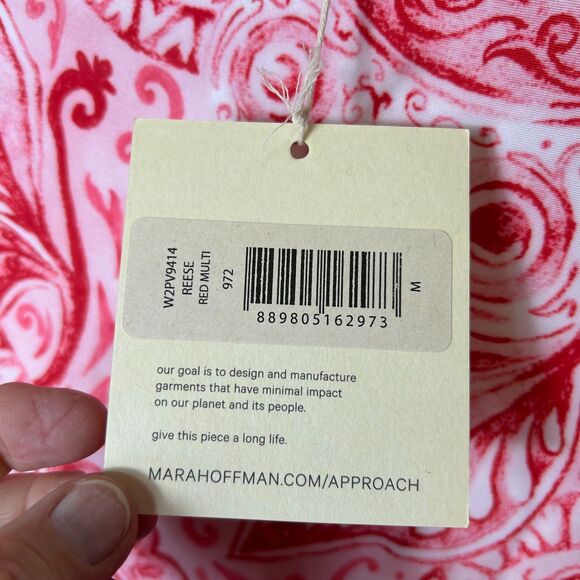 W2PV9414
REESE
RED MULTI
972
M
889805162973
our goal is to design and manufacture
garments that have minimal impact
on our planet and its people.
give this piece a long life.
MARAHOFFMAN.COM/APPROACH